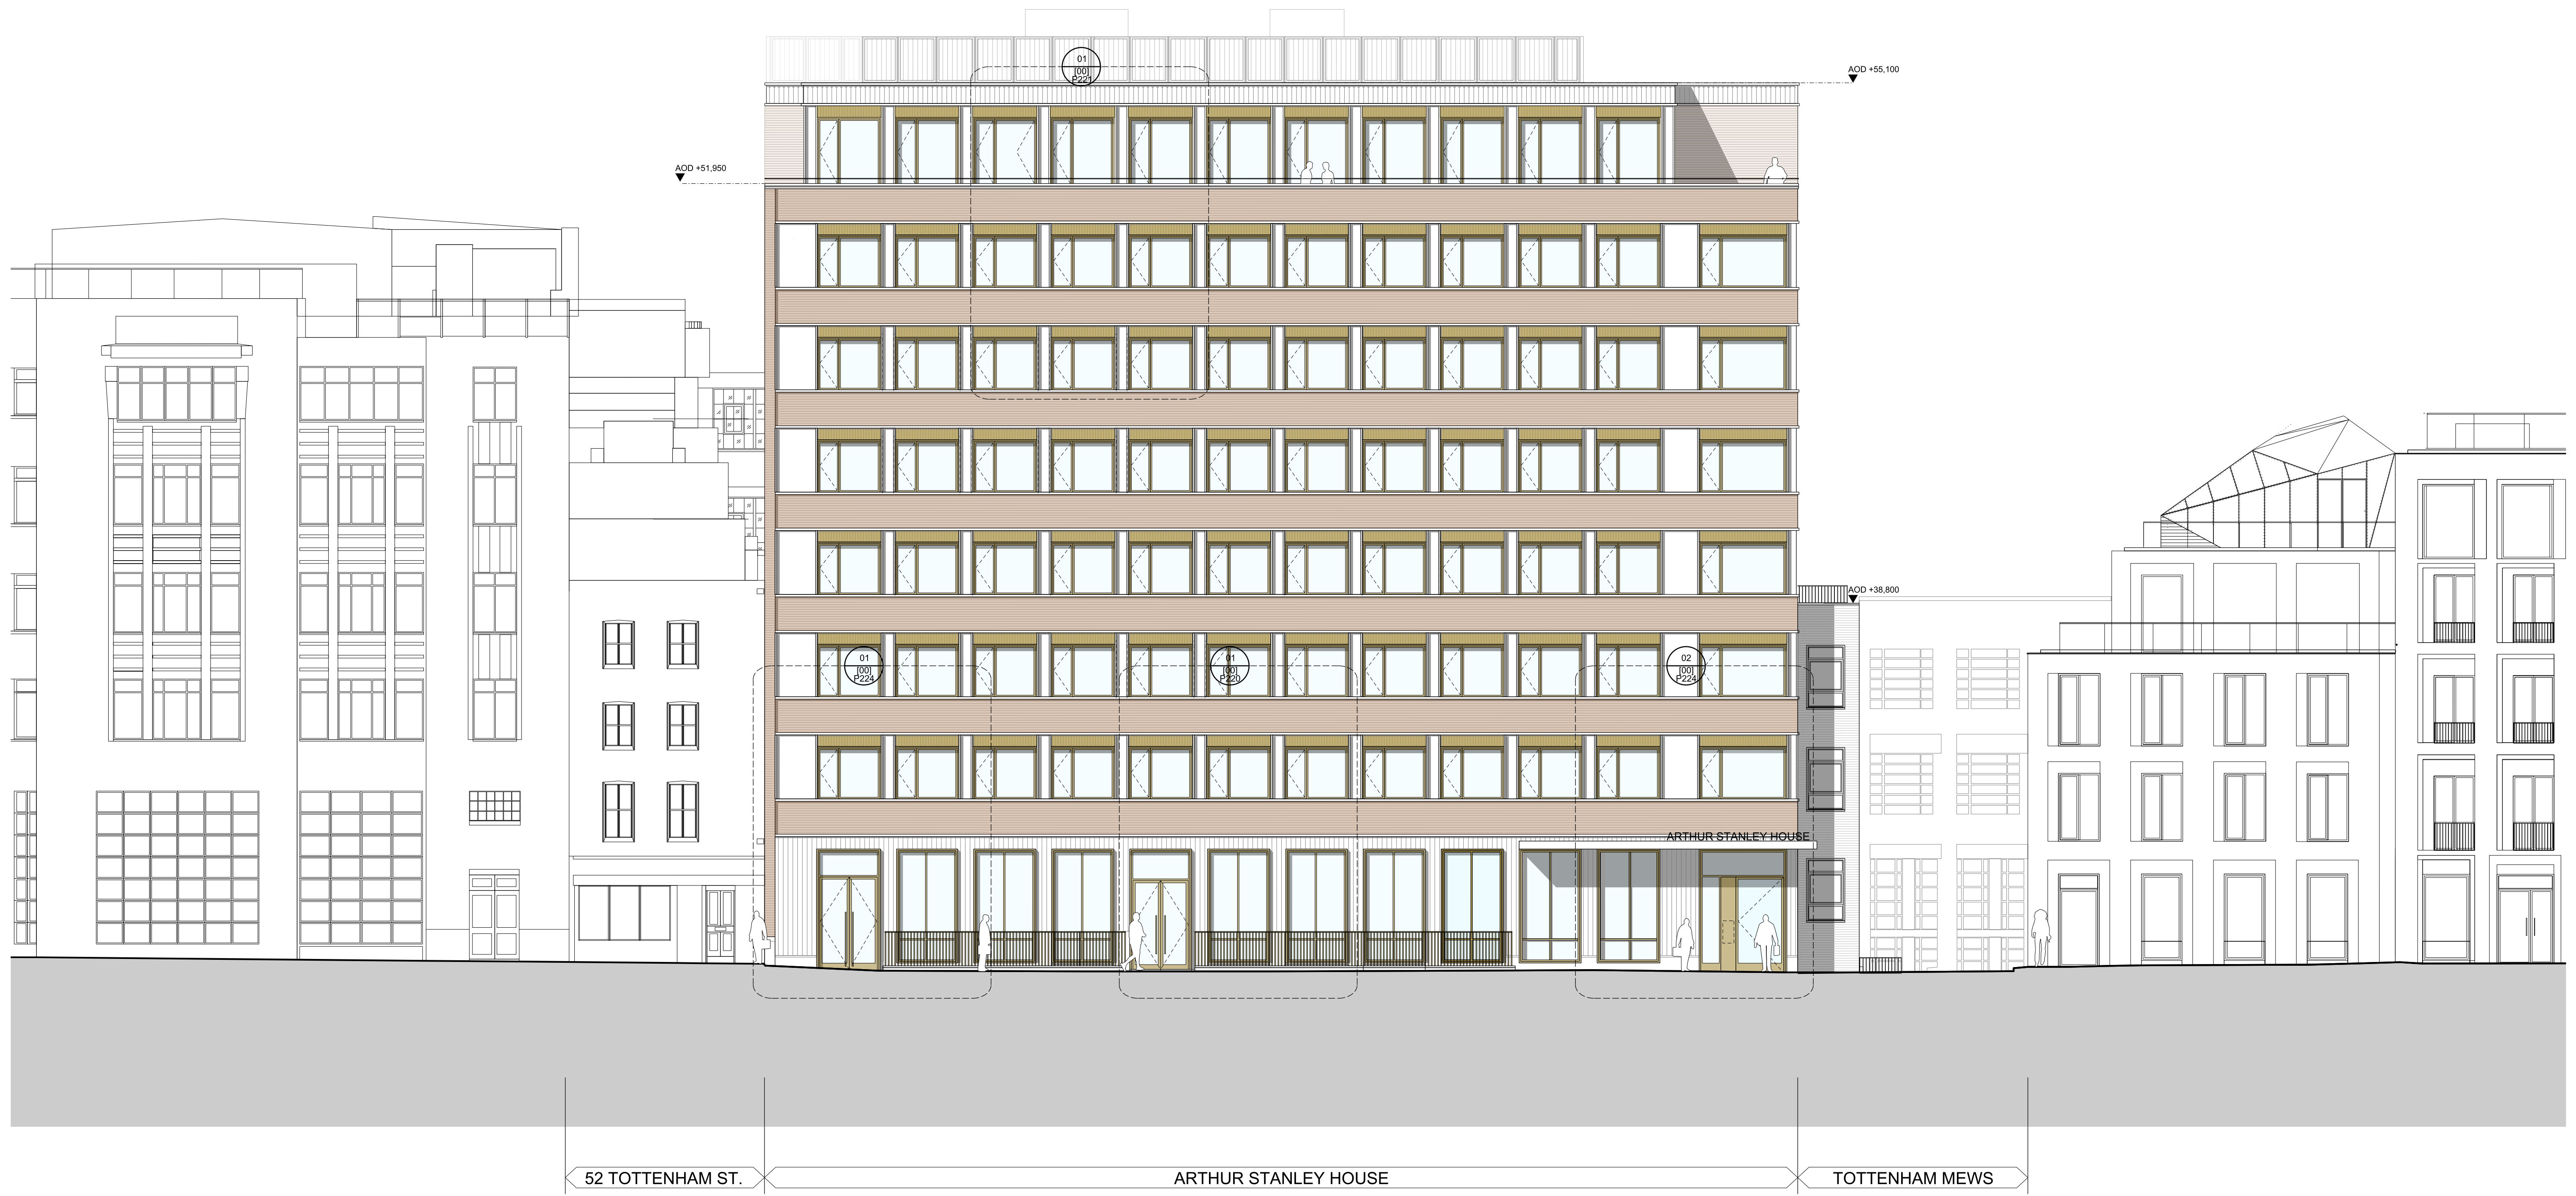 01
[00]
P221
AOD +55,100
AOD +51,950
AOD +38,800
01
[00]
P224
01
[00]
P220
02
[00]
P224
ARTHUR STANLEY HOUSE
52 TOTTENHAM ST.
ARTHUR STANLEY HOUSE
TOTTENHAM MEWS